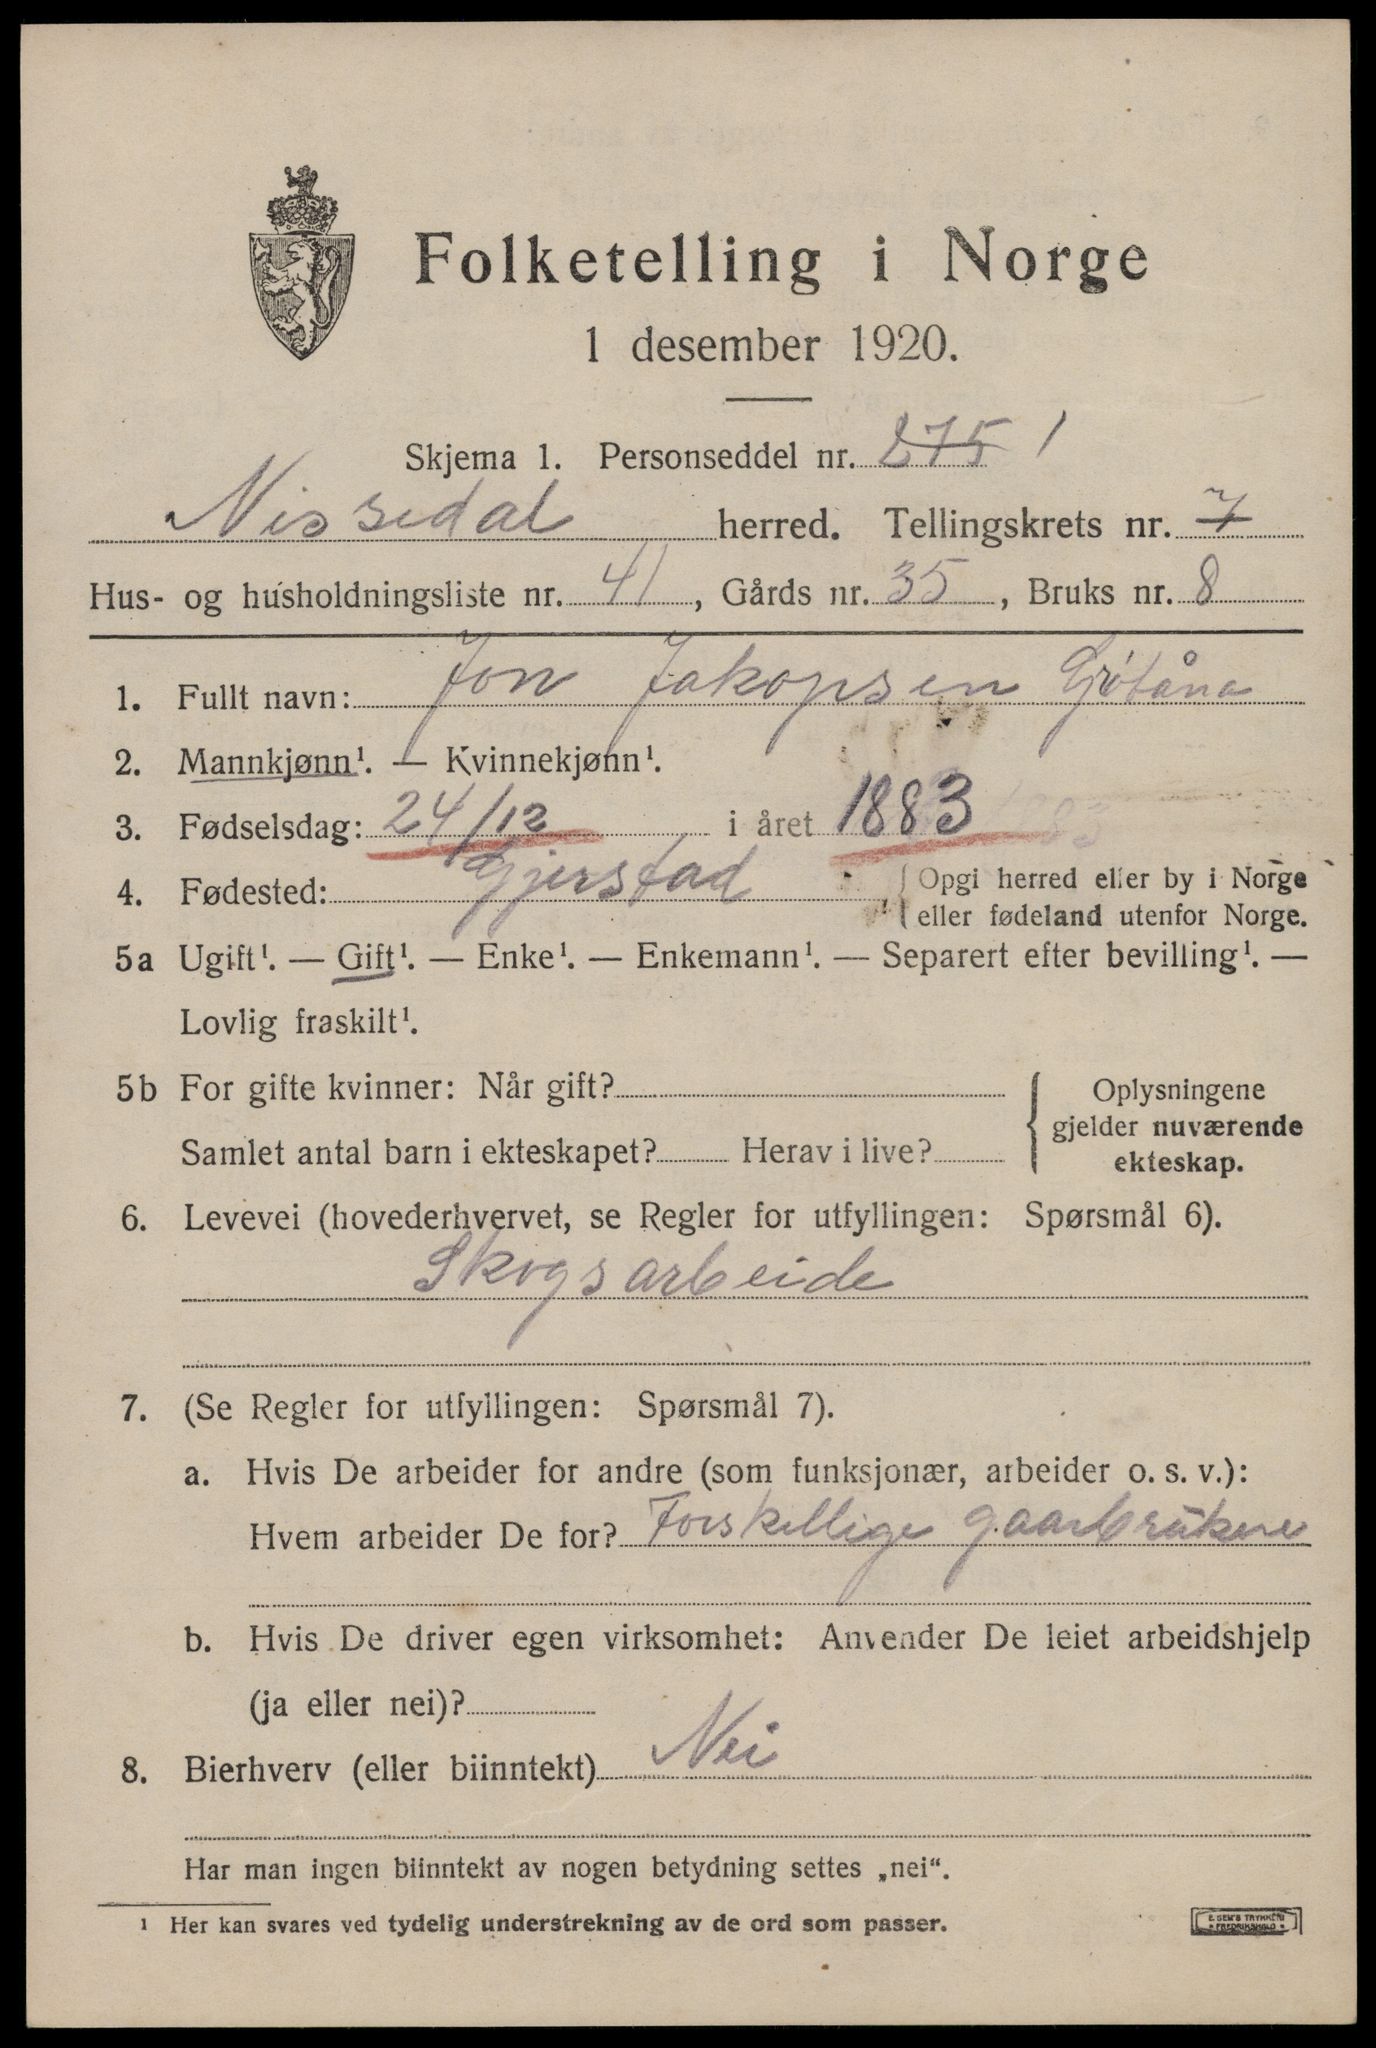 Folketelling i Norge
1 desember 1920.
Skjema 1. Personseddel nr. 275 1
Nissedal herred. Tellingskrets nr. 7
Hus- og husholdningsliste nr. 41, Gårds nr. 35, Bruks nr. 8
1. Fullt navn: Jon Jakopsen
2. Mannkjønn¹. — Kvinnekjønn¹.
3. Fødselsdag: 24/12 i året 1883
4. Fødested: Gjerstad { Opgi herred eller by i Norge
eller fødeland utenfor Norge.
5a Ugift¹. — Gift¹. — Enke¹. — Enkemann¹. — Separert efter bevilling¹. —
Lovlig fraskilt¹.
5b For gifte kvinner: Når gift? { Oplysningene
gjelder nuværende
Samlet antal barn i ekteskapet? Herav i live? ekteskap.
6. Levevei (hovederhvervet, se Regler for utfyllingen: Spørsmål 6).
Skogsarbeide
7. (Se Regler for utfyllingen: Spørsmål 7).
a. Hvis De arbeider for andre (som funksjonær, arbeider o. s. v.):
Hvem arbeider De for? Forskellige gaarbrukere
b. Hvis De driver egen virksomhet: Anvender De leiet arbeidshjelp
(ja eller nei)?
8. Bierhverv (eller biinntekt) Nei
Har man ingen biinntekt av nogen betydning settes „nei“.
¹ Her kan svares ved tydelig understrekning av de ord som passer.
E. SEM'S TRYKKERI
FREDRIKSHALD